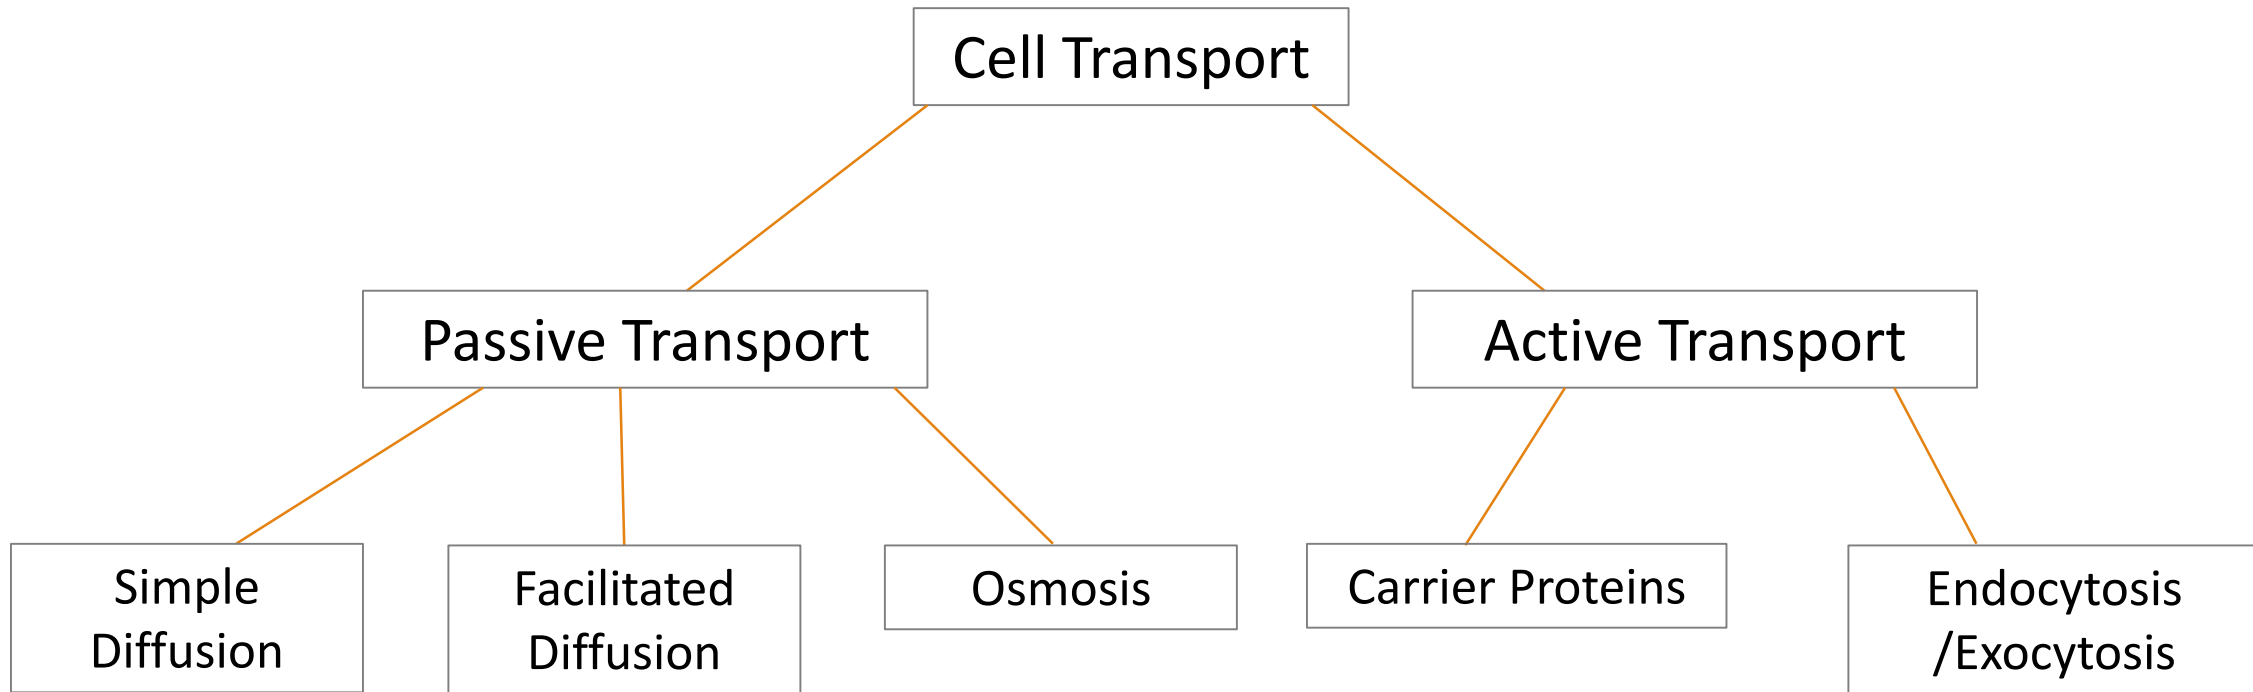 Cell Transport
Passive Transport
Active Transport
Simple
Diffusion
Facilitated
Diffusion
Osmosis
Carrier Proteins
Endocytosis
/Exocytosis